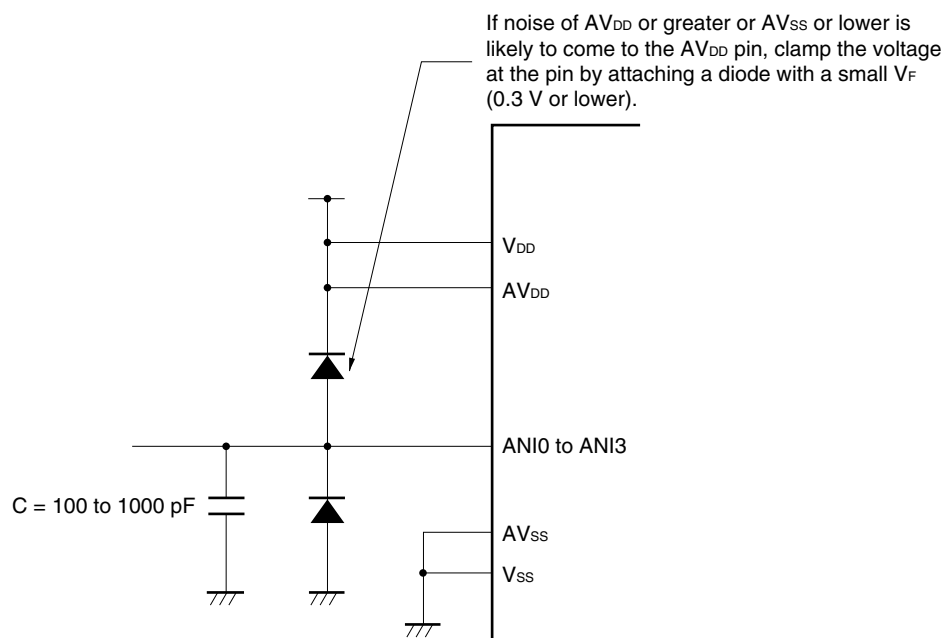 If noise of AVDD or greater or AVSS or lower is
likely to come to the AVDD pin, clamp the voltage
at the pin by attaching a diode with a small VF
(0.3 V or lower).
VDD
AVDD
ANI0 to ANI3
C = 100 to 1000 pF
AVSS
VSS